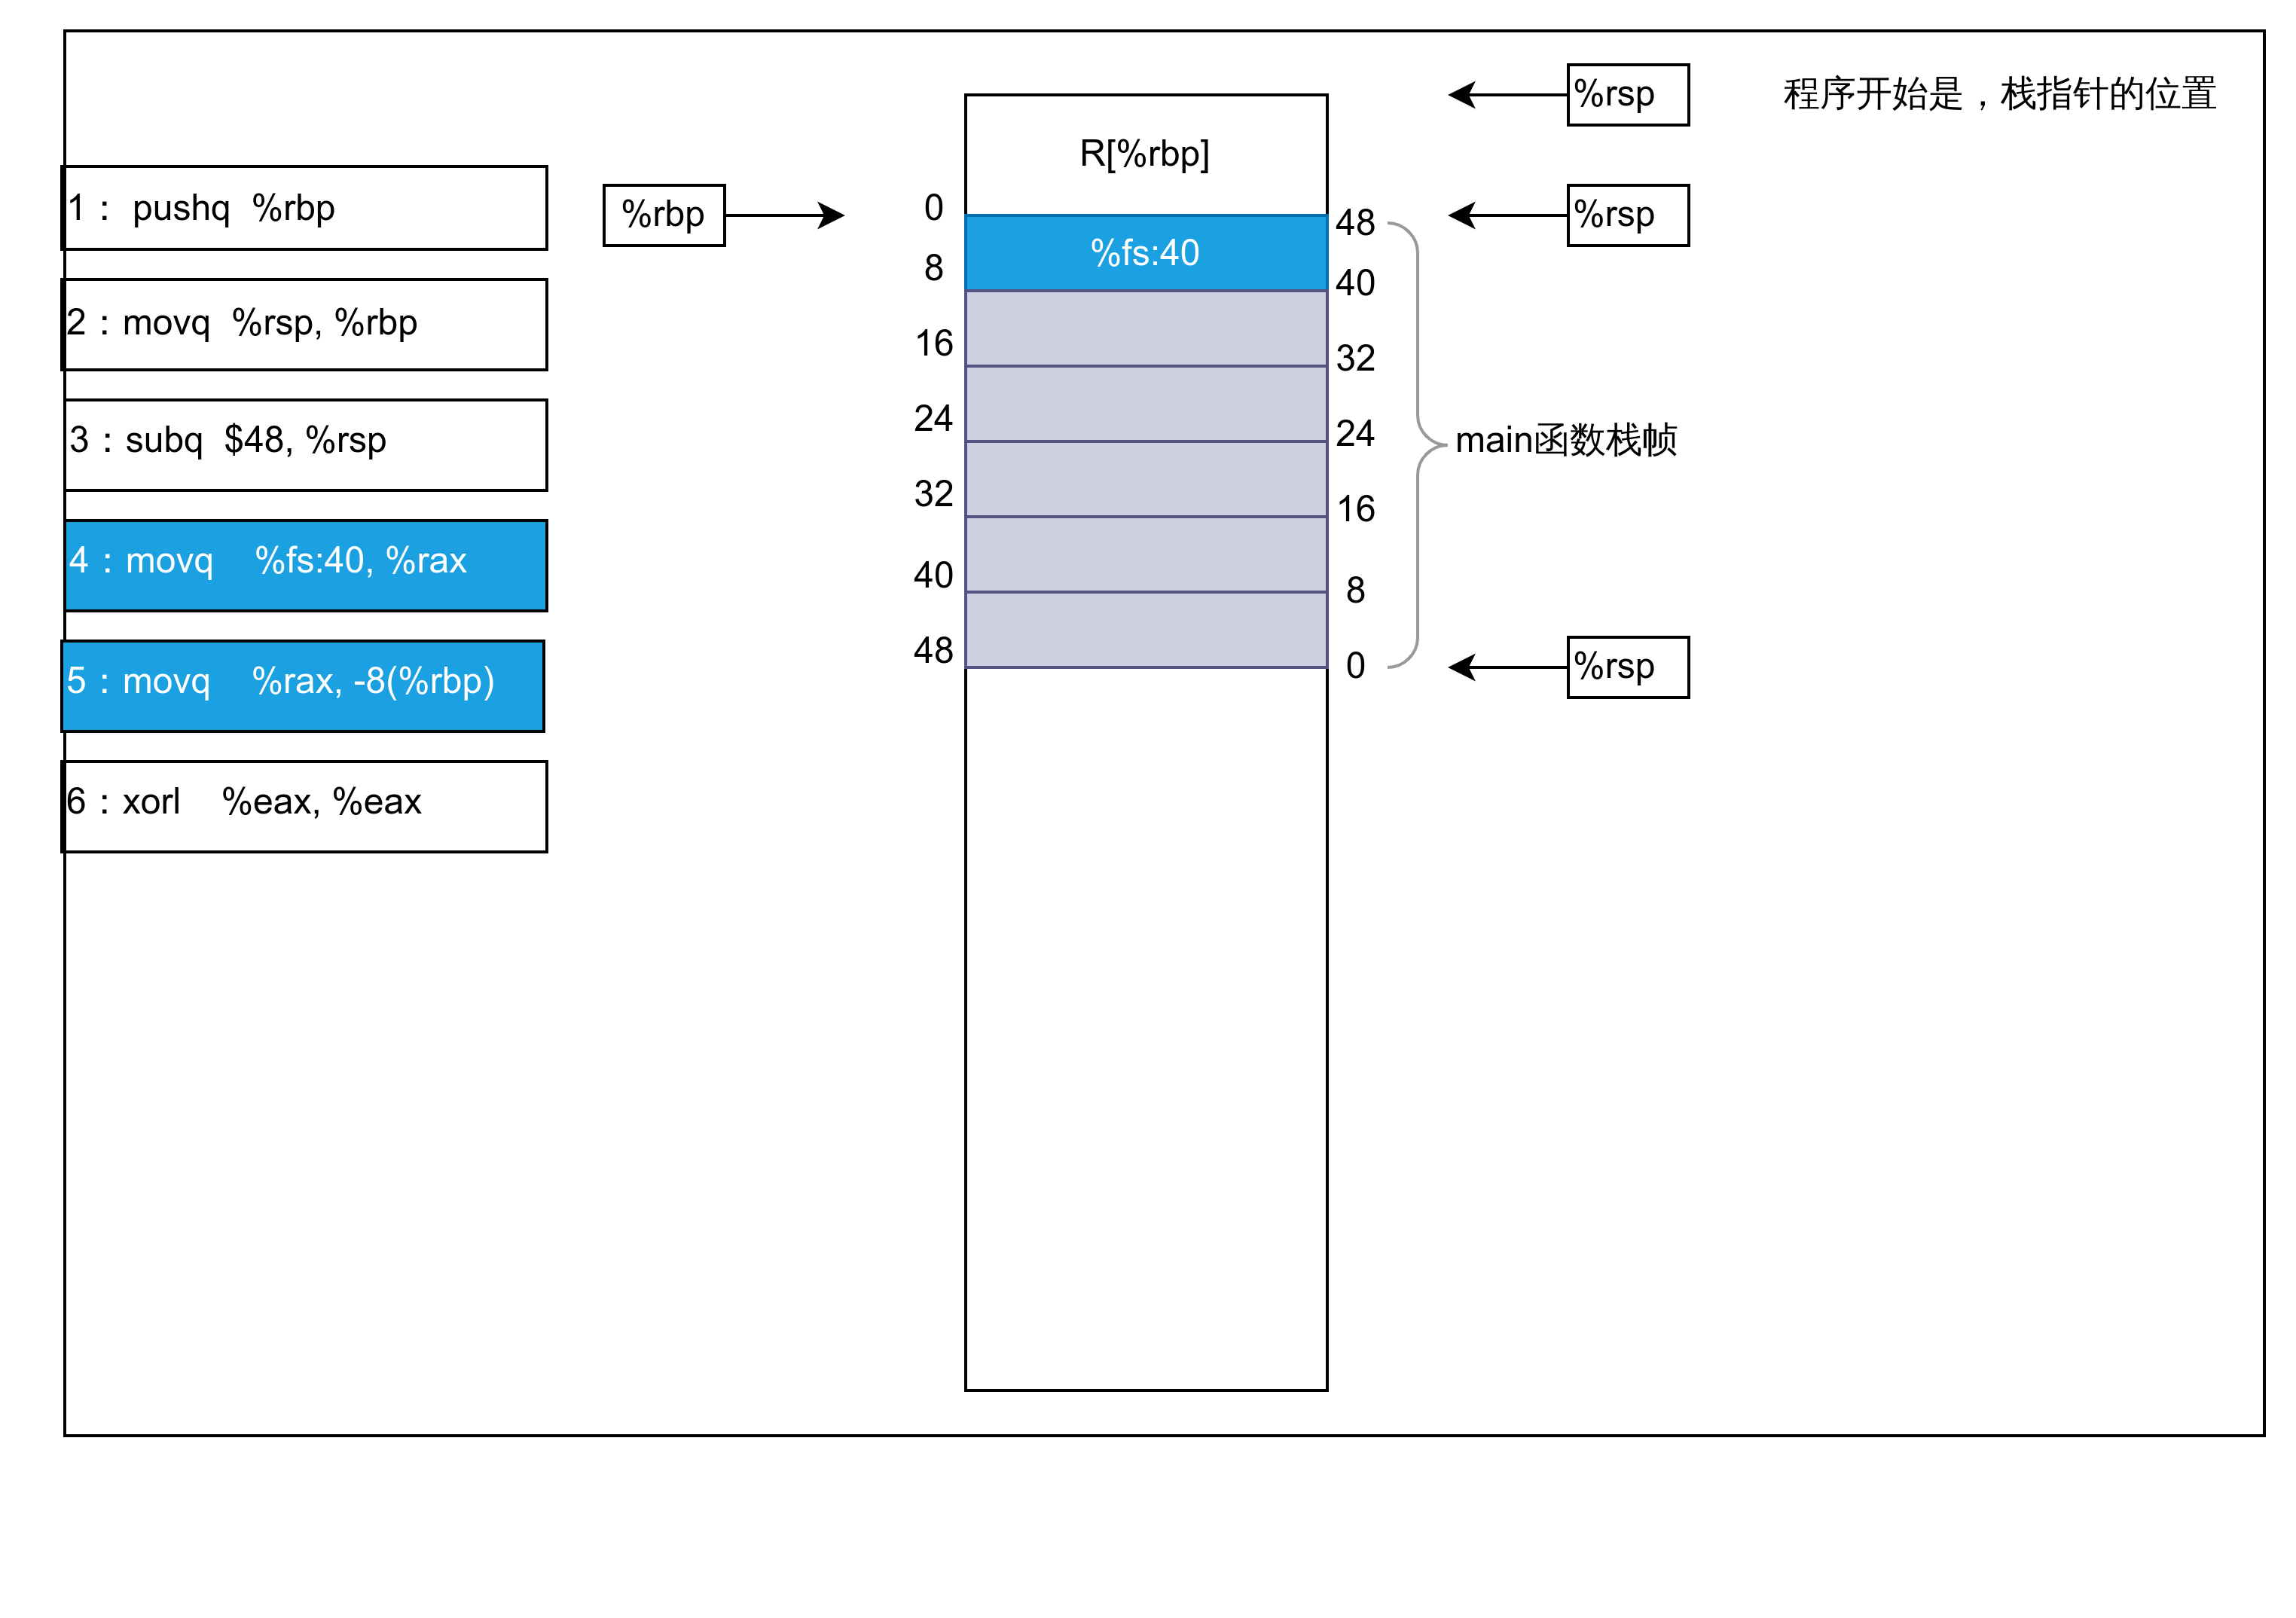 %rsp
程序开始是，栈指针的位置
R[%rbp]
1： pushq %rbp
%rbp
%rsp
0
48
%fs:40
8
40
2：movq %rsp, %rbp
16
32
24
24
3：subq $48, %rsp
main函数栈帧
32
16
4：movq %fs:40, %rax
40
8
48
0
%rsp
5：movq %rax, -8(%rbp)
6：xorl %eax, %eax